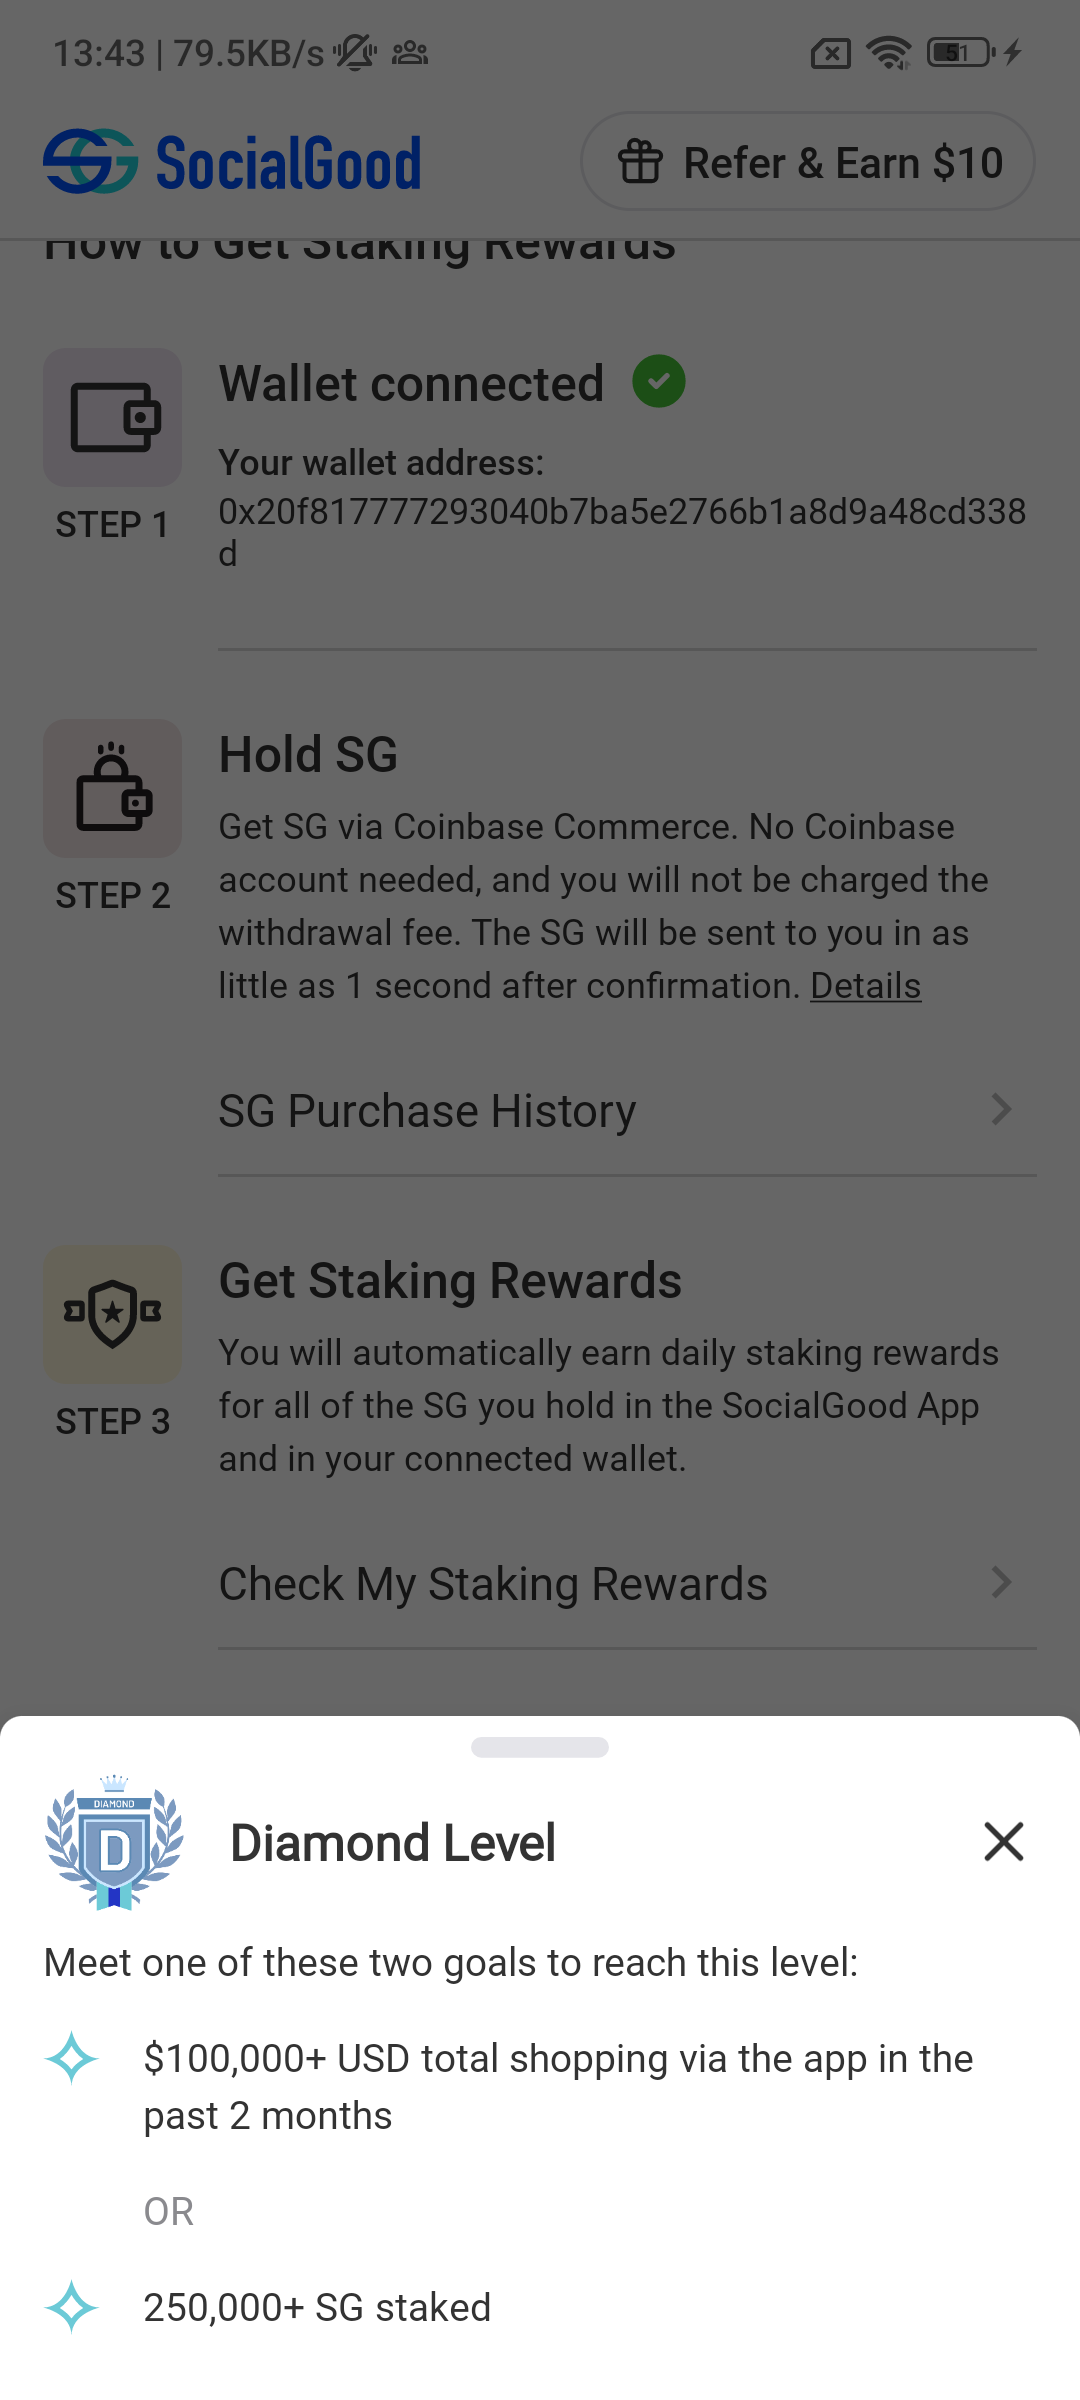 13:43 | 79.5KB/s
51
SocialGood
Refer & Earn $10
How to Get Staking Rewards
Wallet connected
Your wallet address:
0x20f817777293040b7ba5e2766b1a8d9a48cd338
d
STEP 1
Hold SG
Get SG via Coinbase Commerce. No Coinbase
account needed, and you will not be charged the
withdrawal fee. The SG will be sent to you in as
little as 1 second after confirmation. Details
STEP 2
SG Purchase History
Get Staking Rewards
You will automatically earn daily staking rewards
for all of the SG you hold in the SocialGood App
and in your connected wallet.
STEP 3
Check My Staking Rewards
DIAMOND
D
Diamond Level
Meet one of these two goals to reach this level:
$100,000+ USD total shopping via the app in the
past 2 months
OR
250,000+ SG staked